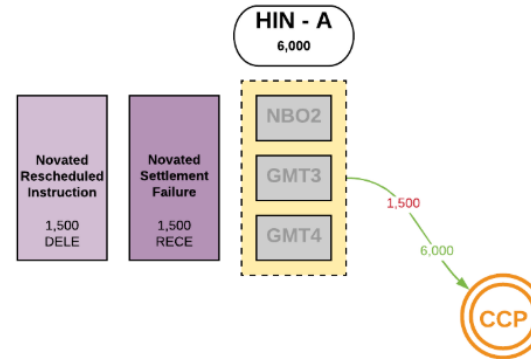 HIN - A
6,000
Novated
Rescheduled
Instruction
1,500
DELE
Novated
Settlement
Failure
1,500
RECE
NBO2
GMT3
GMT4
1,500
6,000
CCP